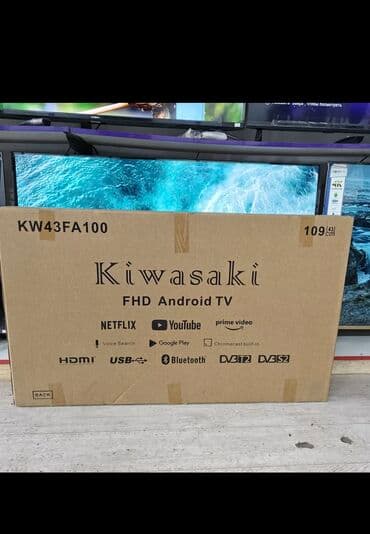 KW43FA100
109 43
Kiwasaki
FHD Android TV
NETFLIX YouTube prime video
Voice Search Google Play Chromecast built-in
HDMI USB Bluetooth DVB T2 DVB S2
BACK